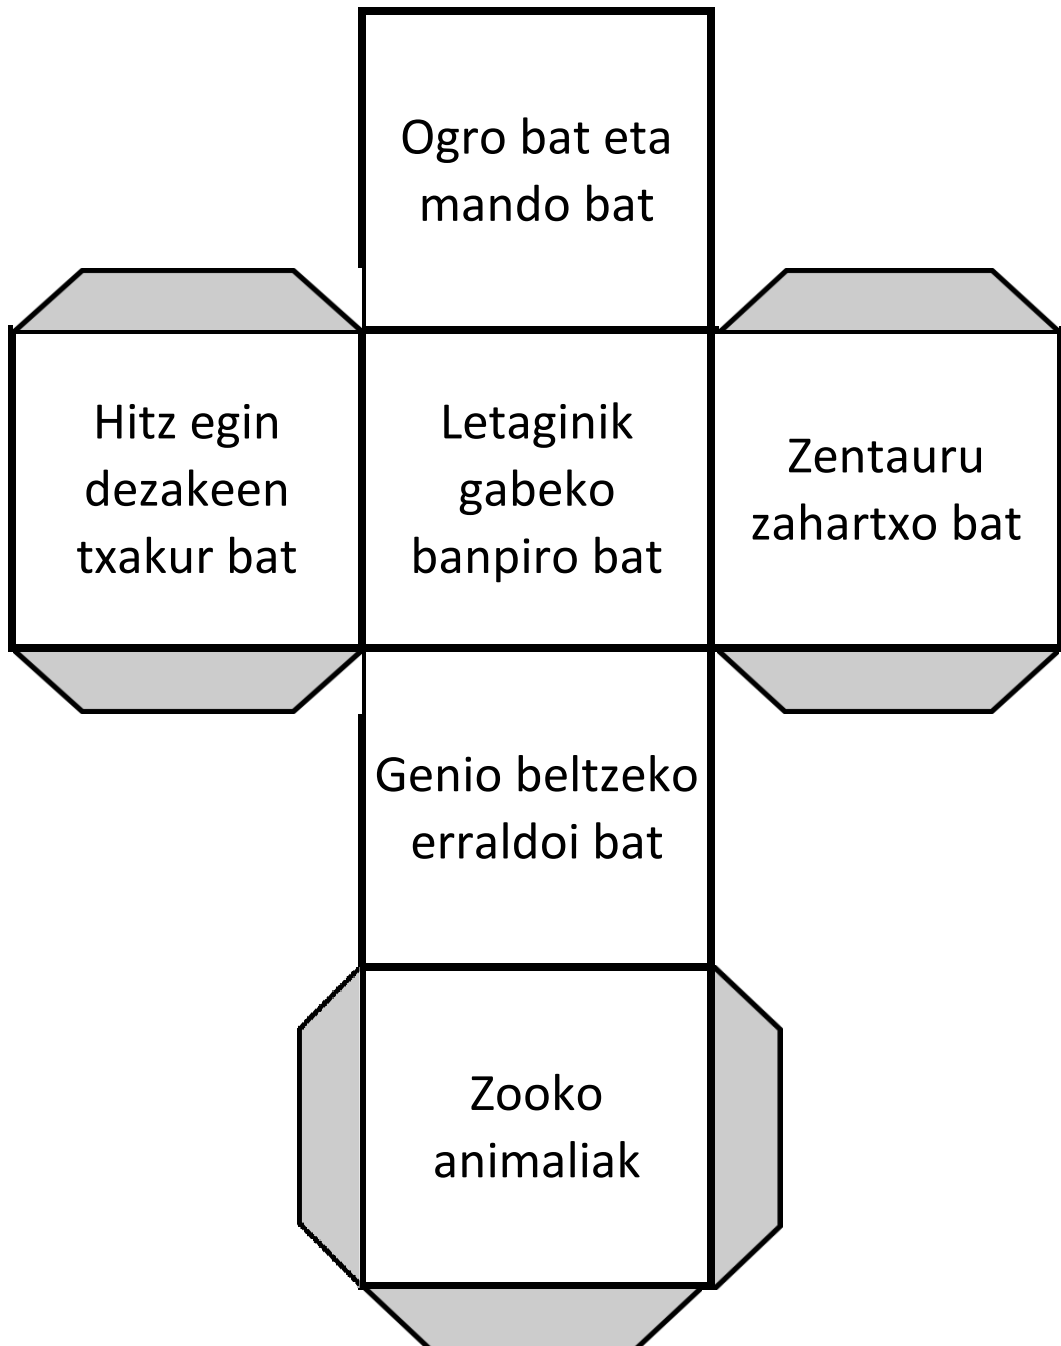 Ogro bat eta
mando bat
Hitz egin
dezakeen
txakur bat
Letaginik
gabeko
banpiro bat
Zentauru
zahartxo bat
Genio beltzeko
erraldoi bat
Zooko
animaliak